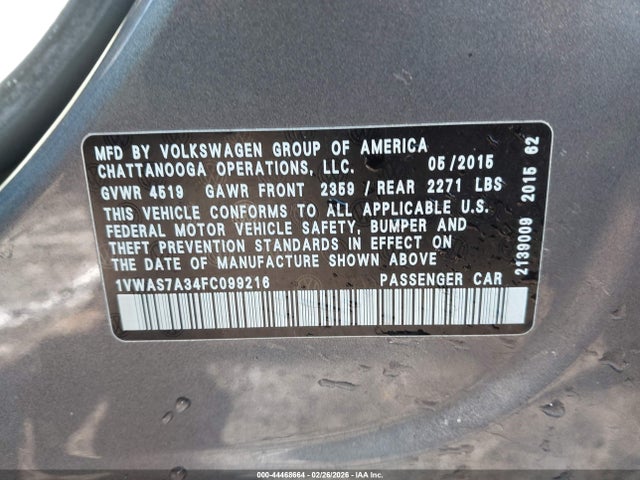 MFD BY VOLKSWAGEN GROUP OF AMERICA
CHATTANOOGA OPERATIONS, LLC. 05/2015
GVWR 4519 GAWR FRONT 2359 / REAR 2271 LBS
THIS VEHICLE CONFORMS TO ALL APPLICABLE U.S.
FEDERAL MOTOR VEHICLE SAFETY, BUMPER AND
THEFT PREVENTION STANDARDS IN EFFECT ON
THE DATE OF MANUFACTURE SHOWN ABOVE
1VWAS7A34FC099216 PASSENGER CAR
2139009 2015 62
000-44468664 - 02/26/2026 - IAAI.COM